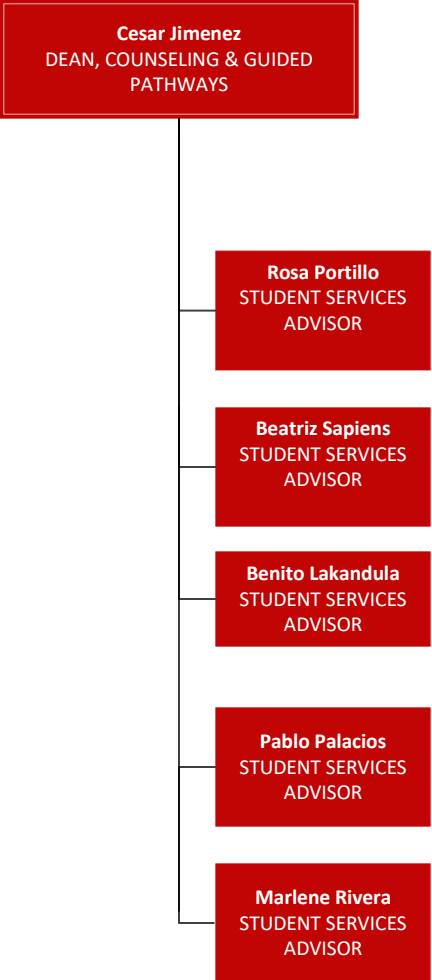 Cesar Jimenez
DEAN, COUNSELING & GUIDED
PATHWAYS
Rosa Portillo
STUDENT SERVICES
ADVISOR
Beatriz Sapiens
STUDENT SERVICES
ADVISOR
Benito Lakandula
STUDENT SERVICES
ADVISOR
Pablo Palacios
STUDENT SERVICES
ADVISOR
Marlene Rivera
STUDENT SERVICES
ADVISOR